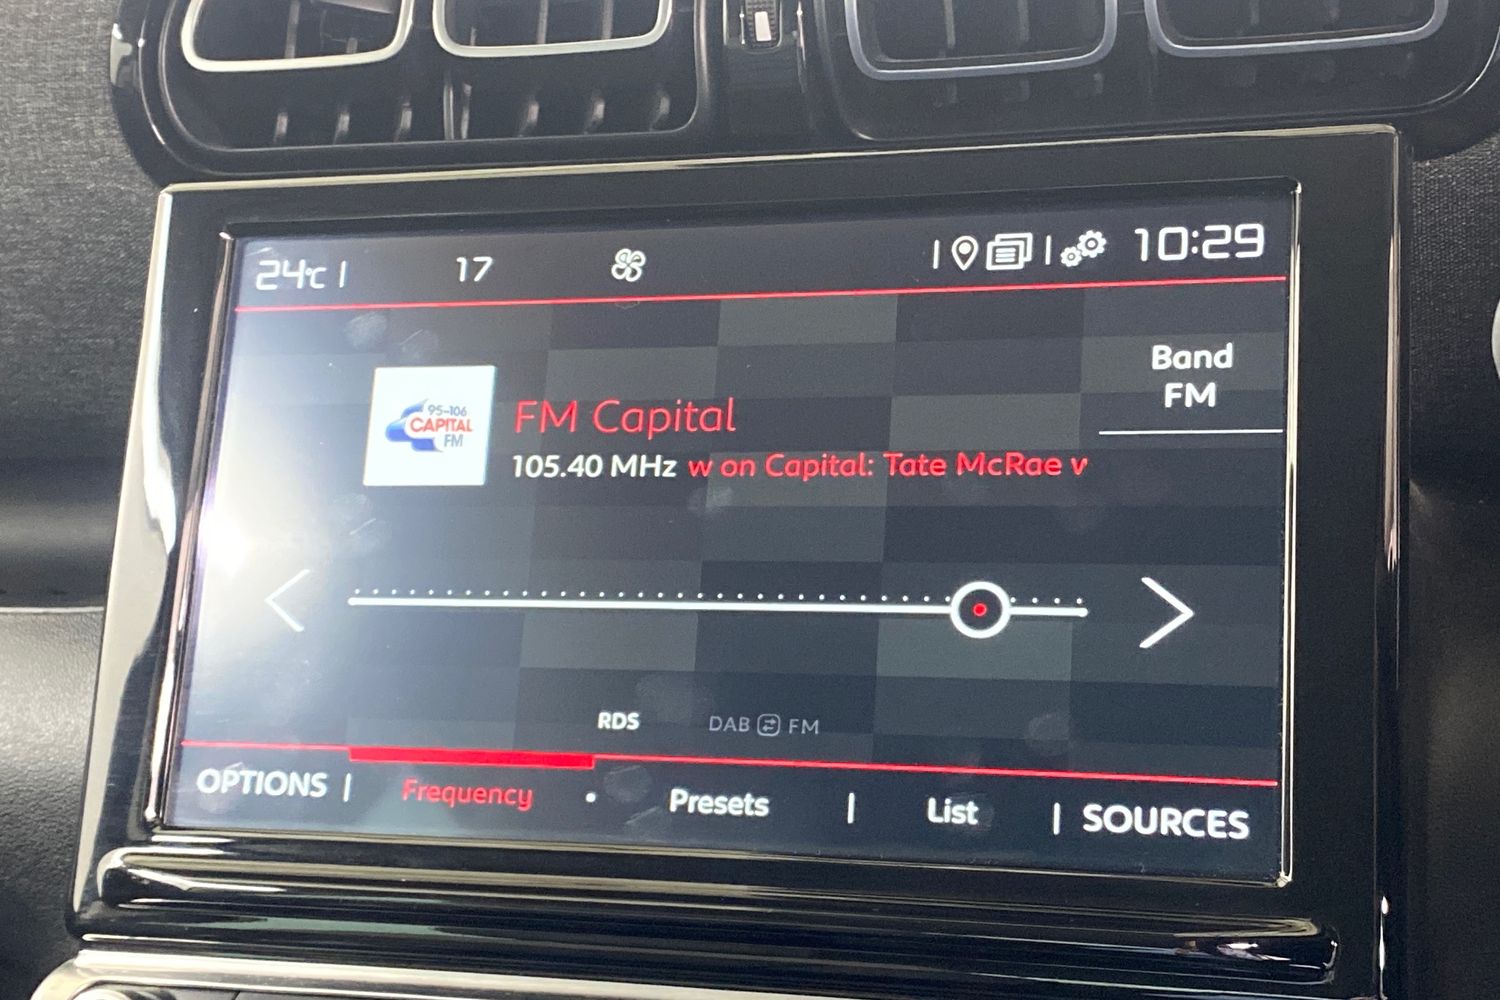 24°C | 17 | | 10:29
Band
FM
95-106
CAPITAL
FM
FM Capital
105.40 MHz w on Capital: Tate McRae v
RDS DAB FM
OPTIONS | Frequency • Presets | List | SOURCES